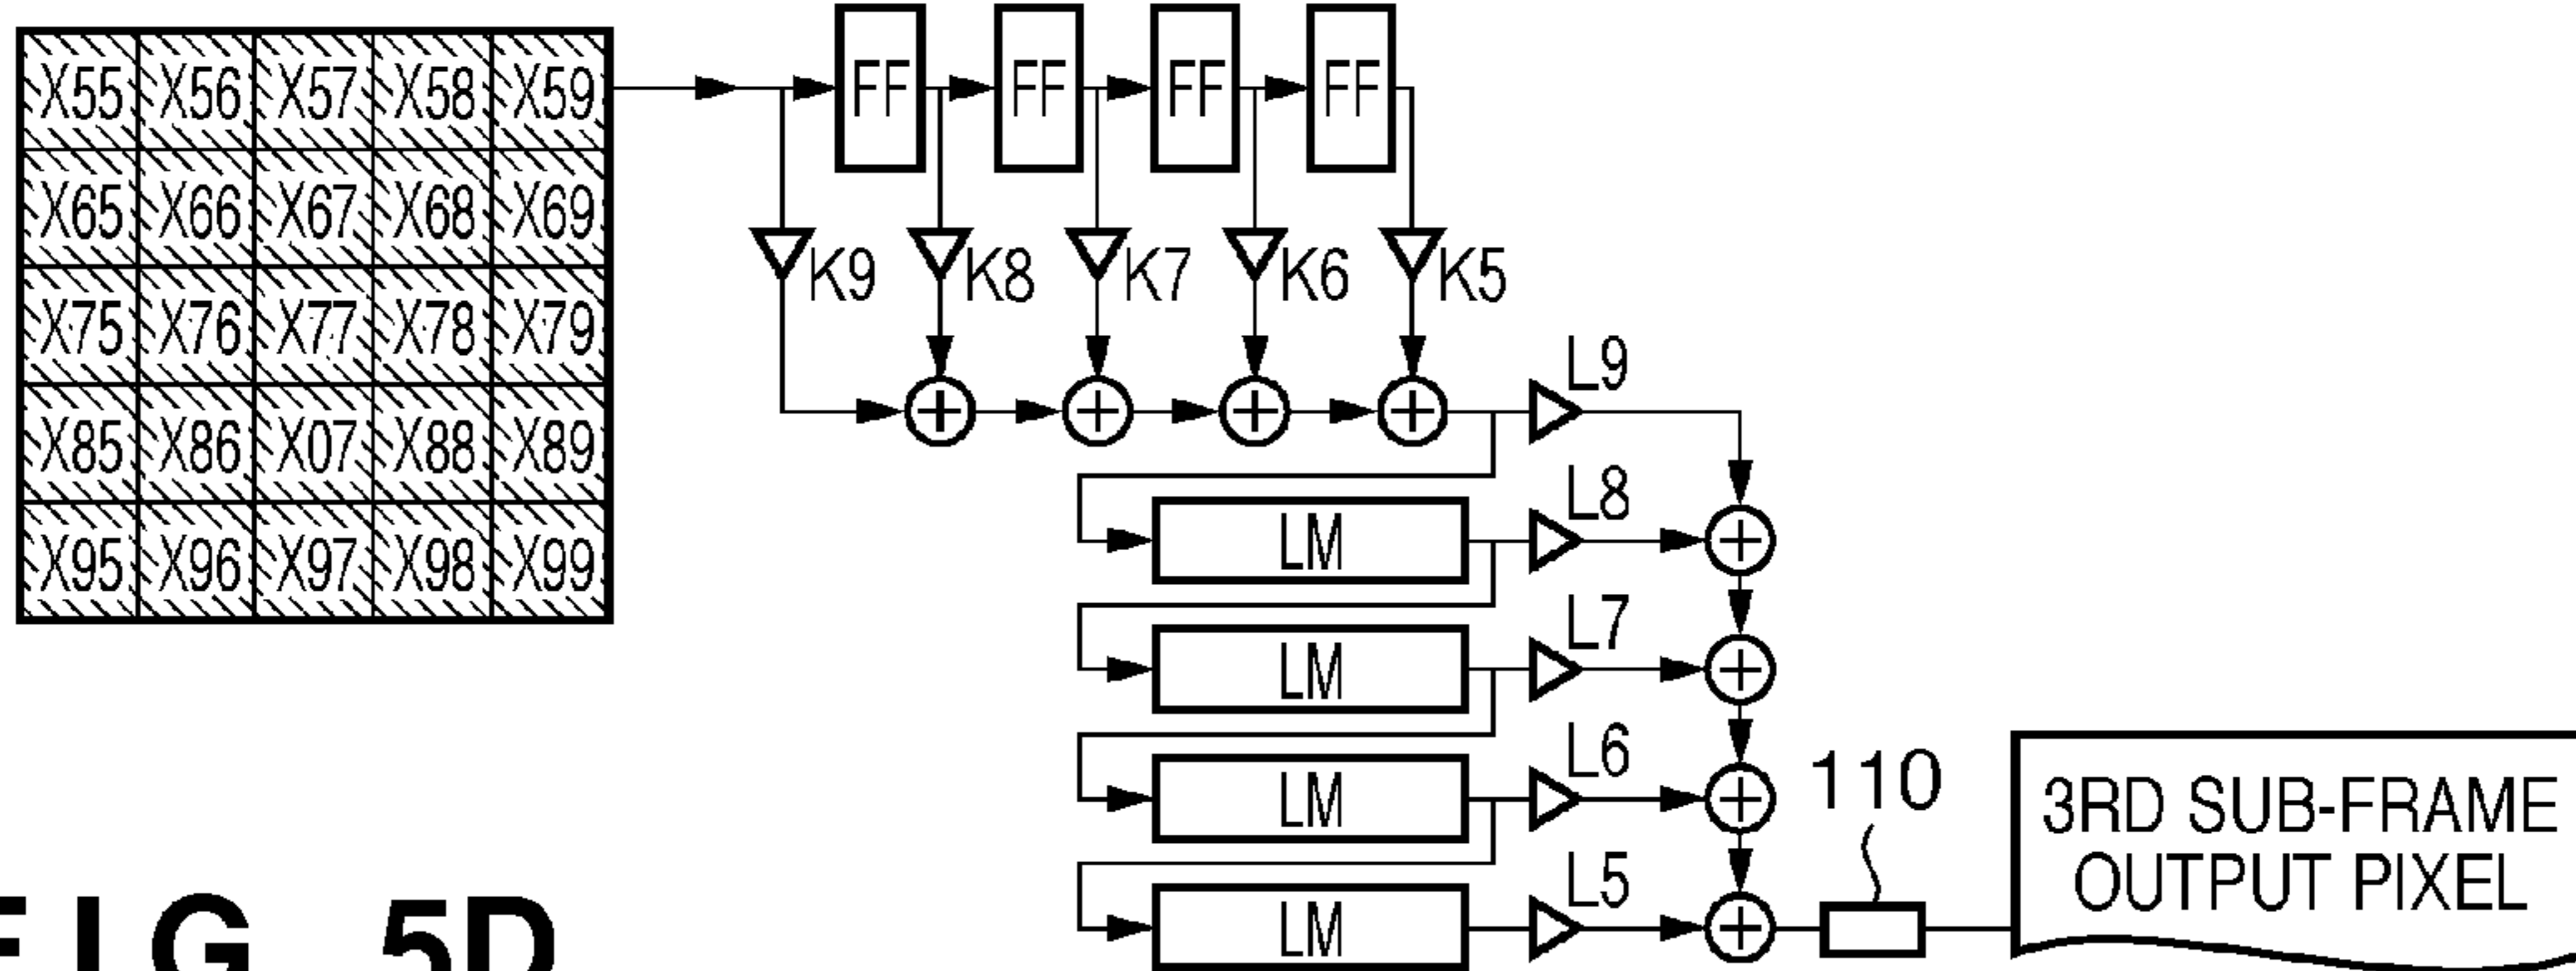 X55 X56 X57 X58 X59
X65 X66 X67 X68 X69
X75 X76 X77 X78 X79
X85 X86 X07 X88 X89
X95 X96 X97 X98 X99
FF FF FF FF
K9 K8 K7 K6 K5
L9
L8
LM
L7
LM
L6
LM
L5
LM
110
3RD SUB-FRAME
OUTPUT PIXEL
FIG. 5D